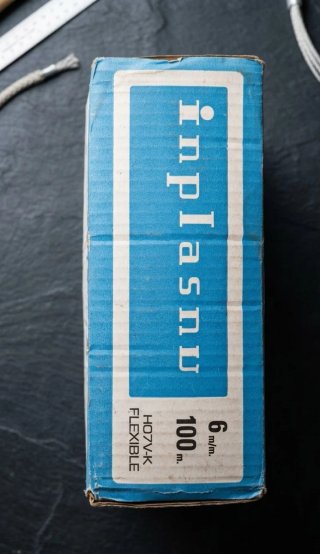 inplasnu
6 m/m.
100 m.
H07V-K
FLEXIBLE